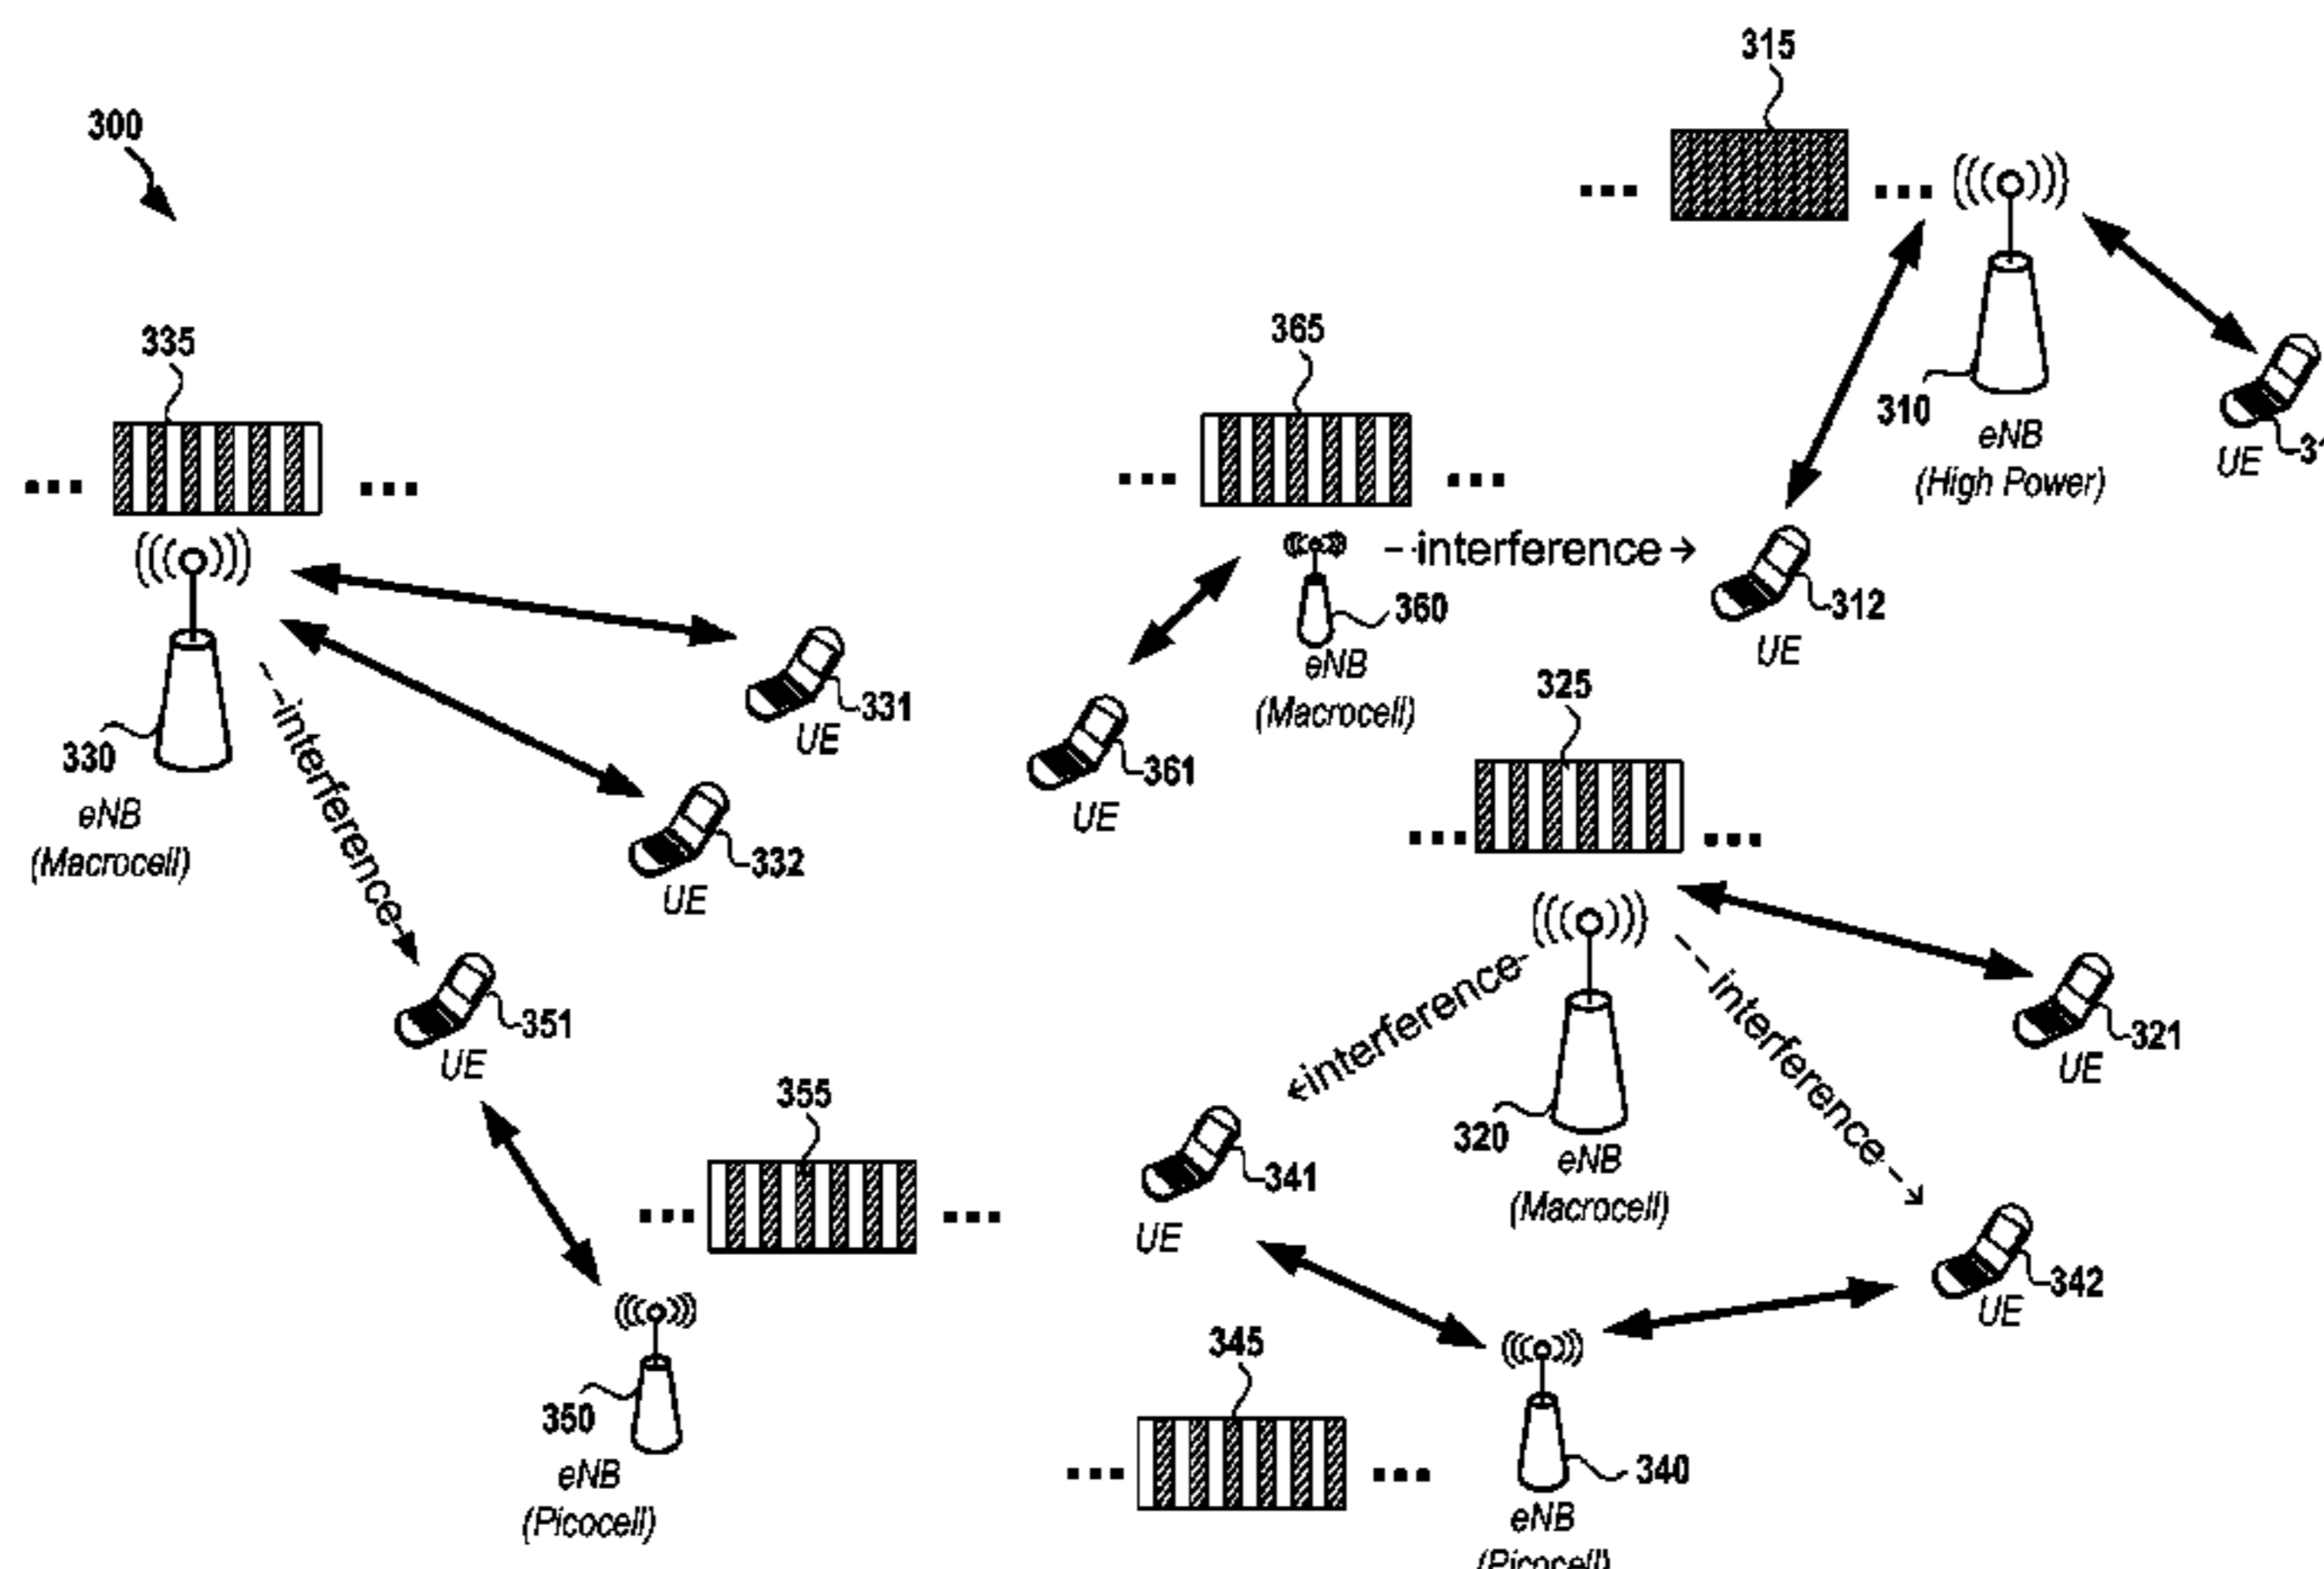 300
315
310
eNB
(High Power)
UE
335
365
interference
312
UE
360
eNB
(Macrocell)
361
UE
330
eNB
(Macrocell)
interference
331
UE
332
UE
325
351
UE
320
eNB
(Macrocell)
interference
interference
321
UE
355
341
UE
342
UE
350
eNB
(Picocell)
345
340
eNB
(Picocell)